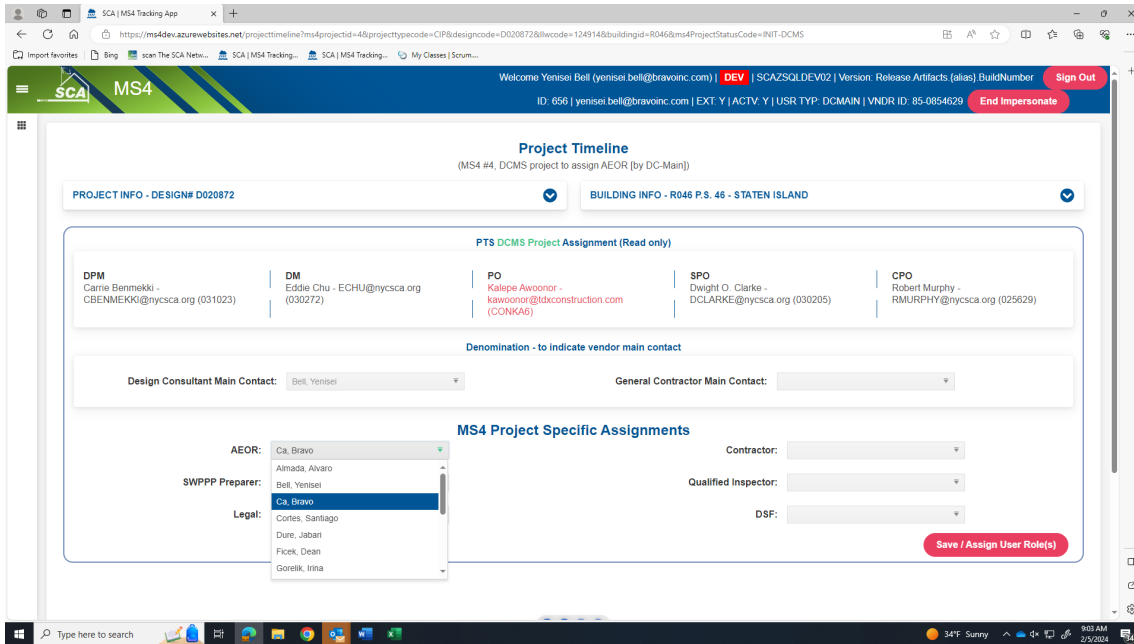 SCA | MS4 Tracking App
https://ms4dev.azurewebsites.net/projecttimeline?ms4projectid=4&projecttypecode=CIP&designcode=D020872&llwcode=124914&buildingid=R046&ms4ProjectStatusCode=INIT-DCMS
Import favorites
Bing
scan The SCA Netw...
SCA | MS4 Tracking...
SCA | MS4 Tracking...
My Classes | Scrum....
SCA
MS4
Welcome Yenisei Bell (yenisei.bell@bravoinc.com) | DEV | SCAZSQLDEV02 | Version: Release.Artifacts.{alias}.BuildNumber
Sign Out
ID: 656 | yenisei.bell@bravoinc.com | EXT: Y | ACTV: Y | USR TYP: DCMAIN | VNDR ID: 85-0854629
End Impersonate
Project Timeline
(MS4 #4, DCMS project to assign AEOR [by DC-Main])
PROJECT INFO - DESIGN# D020872
BUILDING INFO - R046 P.S. 46 - STATEN ISLAND
PTS DCMS Project Assignment (Read only)
DPM
Carrie Benmekki -
CBENMEKKI@nycsca.org (031023)
DM
Eddie Chu - ECHU@nycsca.org
(030272)
PO
Kalepe Awoonor -
kawoonor@tdxconstruction.com
(CONKA6)
SPO
Dwight O. Clarke -
DCLARKE@nycsca.org (030205)
CPO
Robert Murphy -
RMURPHY@nycsca.org (025629)
Denomination - to indicate vendor main contact
Design Consultant Main Contact:
Bell, Yenisei
General Contractor Main Contact:
MS4 Project Specific Assignments
AEOR:
Ca, Bravo
Contractor:
Almada, Alvaro
SWPPP Preparer:
Bell, Yenisei
Qualified Inspector:
Ca, Bravo
Legal:
Cortes, Santiago
DSF:
Dure, Jabari
Ficek, Dean
Gorelik, Irina
Save / Assign User Role(s)
Type here to search
34°F Sunny
9:03 AM
2/5/2024